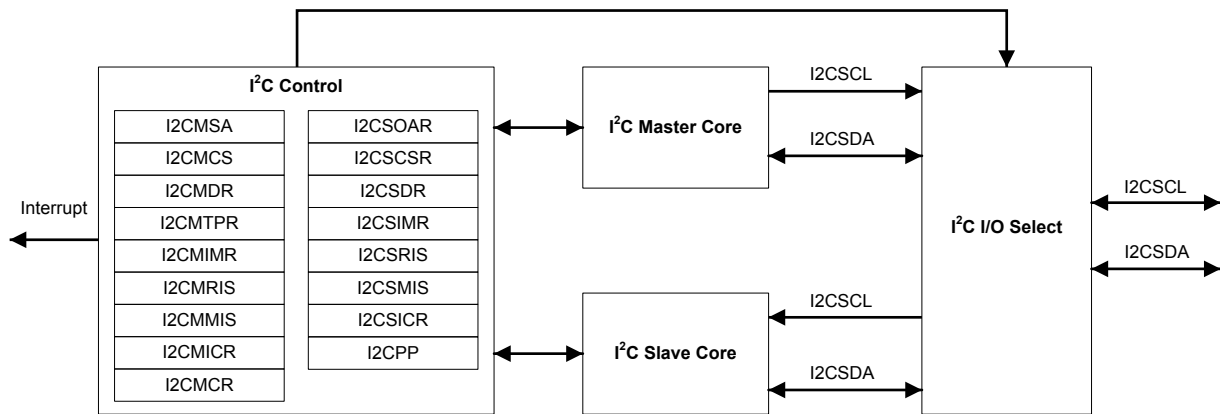 I²C Control
I2CMSA
I2CMCS
I2CMDR
I2CMTPR
I2CMIMR
I2CMRIS
I2CMMIS
I2CMICR
I2CMCR
I2CSOAR
I2CSCSR
I2CSDR
I2CSIMR
I2CSRIS
I2CSMIS
I2CSICR
I2CPP
Interrupt
I²C Master Core
I2CSCL
I2CSDA
I²C Slave Core
I2CSCL
I2CSDA
I²C I/O Select
I2CSCL
I2CSDA